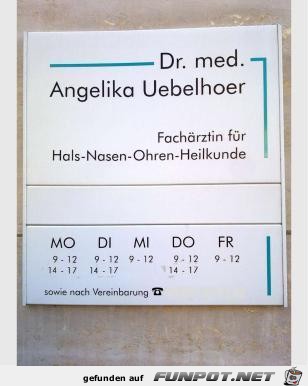 Dr. med.
Angelika Uebelhoer
Fachärztin für
Hals-Nasen-Ohren-Heilkunde
MO DI MI DO FR
9 - 12 9 - 12 9 - 12 9 - 12 9 - 12
14 - 17 14 - 17 14 - 17
sowie nach Vereinbarung ☎
gefunden auf FUNPOT.NET